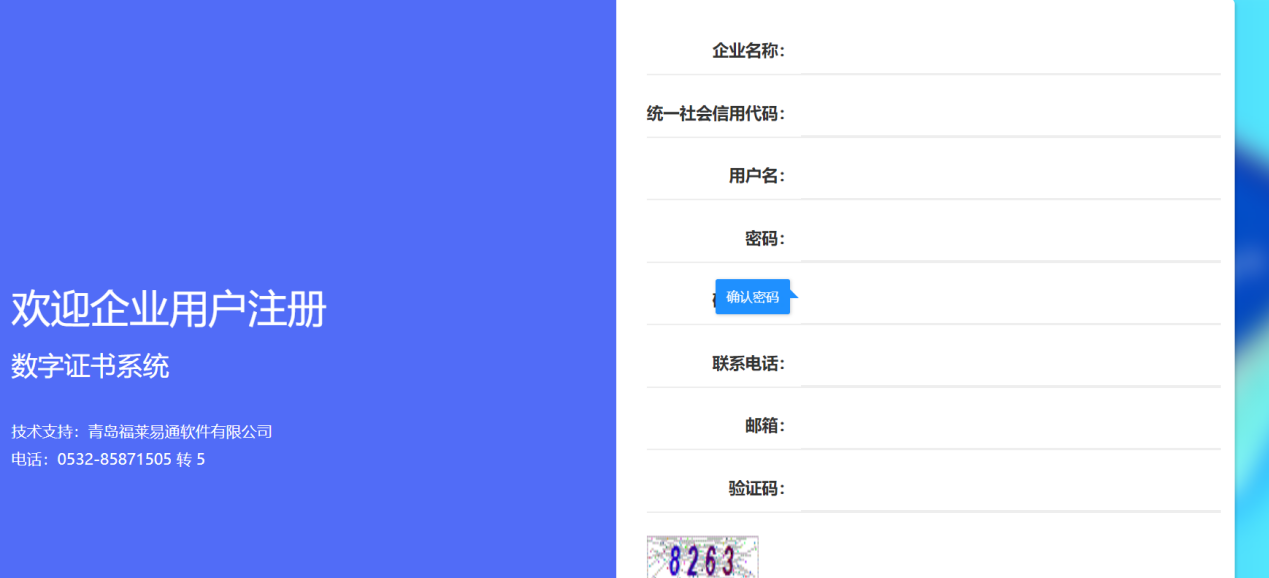 欢迎企业用户注册
数字证书系统
技术支持：青岛福莱易通软件有限公司
电话：0532-85871505 转 5
企业名称：
统一社会信用代码：
用户名：
密码：
确认密码
联系电话：
邮箱：
验证码：
8263